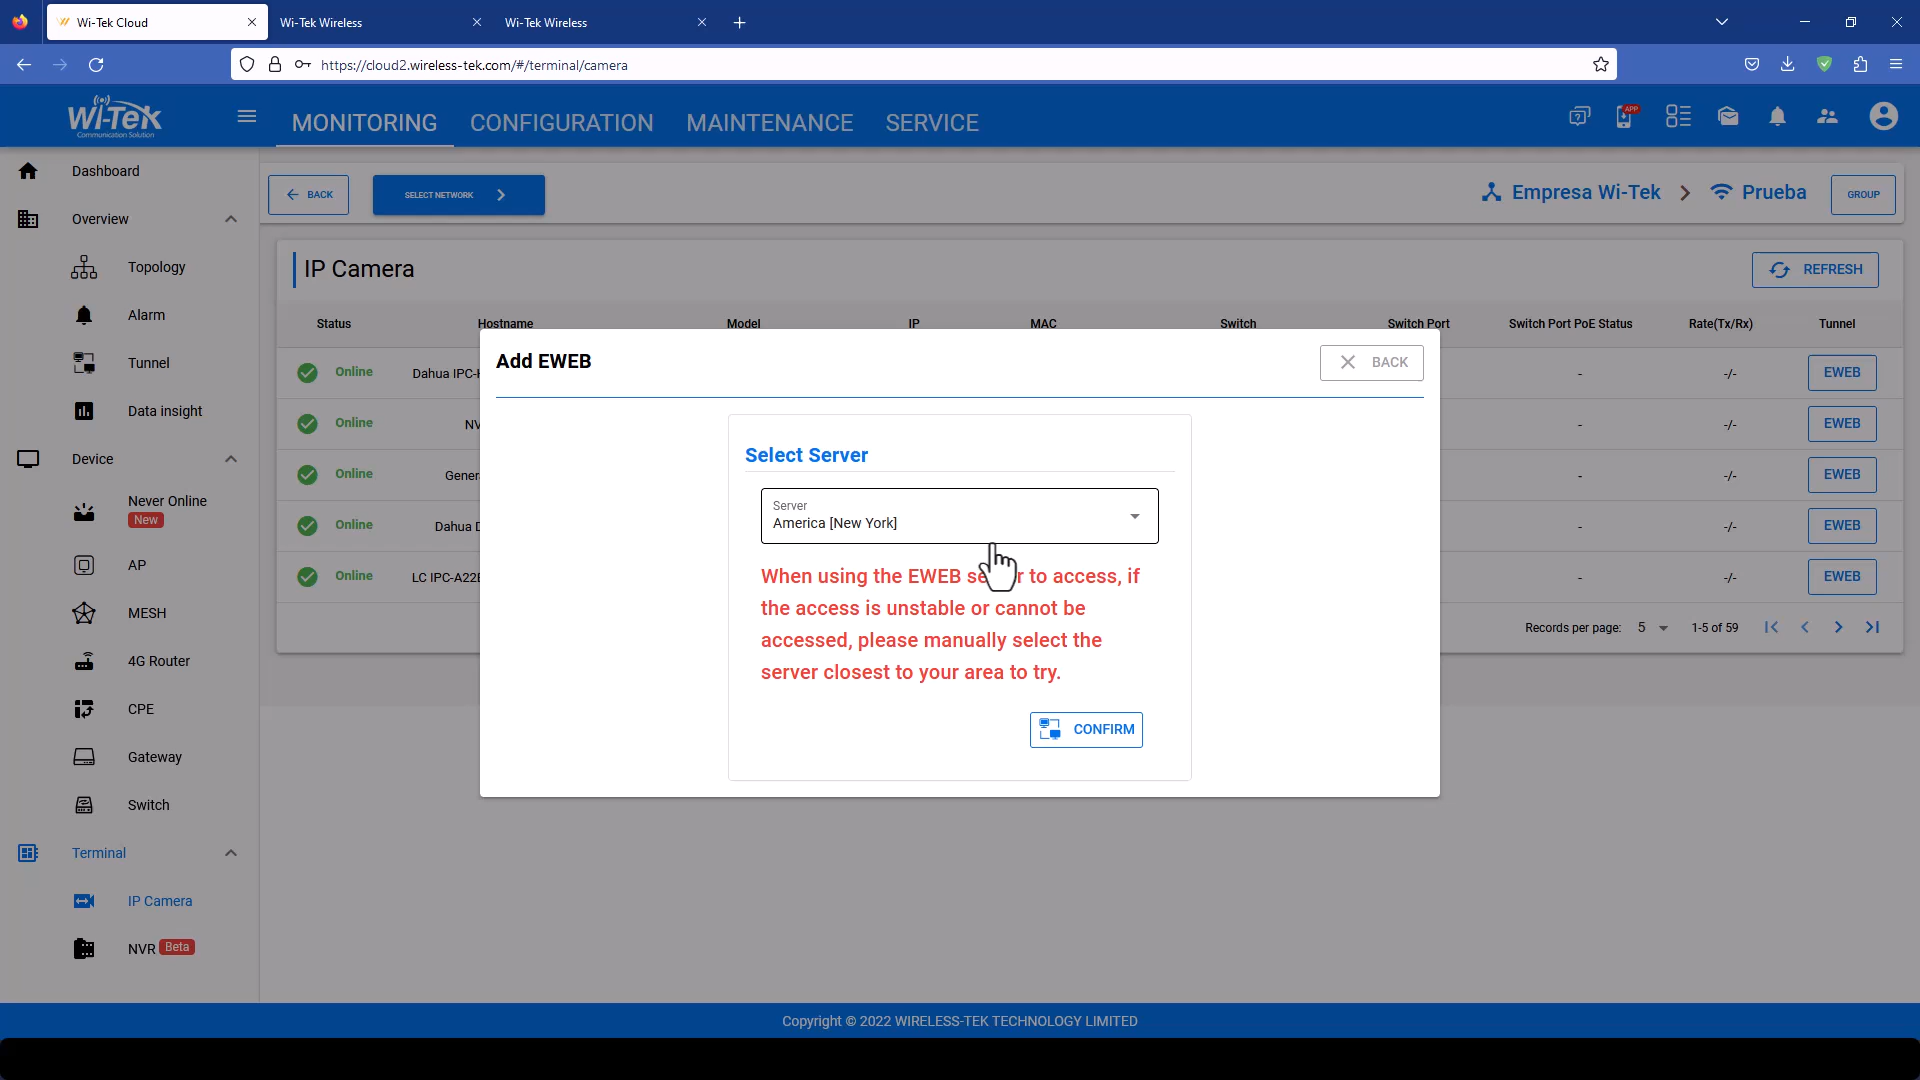 Wi-Tek Cloud
Wi-Tek Wireless
Wi-Tek Wireless
https://cloud2.wireless-tek.com/#/terminal/camera
Wi-Tek
Communication Solution
MONITORING
CONFIGURATION
MAINTENANCE
SERVICE
APP
Dashboard
Overview
Topology
Alarm
Tunnel
Data insight
Device
Never Online
New
AP
MESH
4G Router
CPE
Gateway
Switch
Terminal
IP Camera
NVR Beta
BACK
SELECT NETWORK
Empresa Wi-Tek
Prueba
GROUP
IP Camera
REFRESH
Status Hostname Model IP MAC Switch Switch Port Switch Port PoE Status Rate(Tx/Rx) Tunnel
Online Dahua IPC- - -/- EWEB
Online NV - -/- EWEB
Online Gener - -/- EWEB
Online Dahua - -/- EWEB
Online LC IPC-A22 - -/- EWEB
Records per page: 5 1-5 of 59
Add EWEB
BACK
Select Server
Server
America [New York]
When using the EWEB se r to access, if
the access is unstable or cannot be
accessed, please manually select the
server closest to your area to try.
CONFIRM
Copyright © 2022 WIRELESS-TEK TECHNOLOGY LIMITED